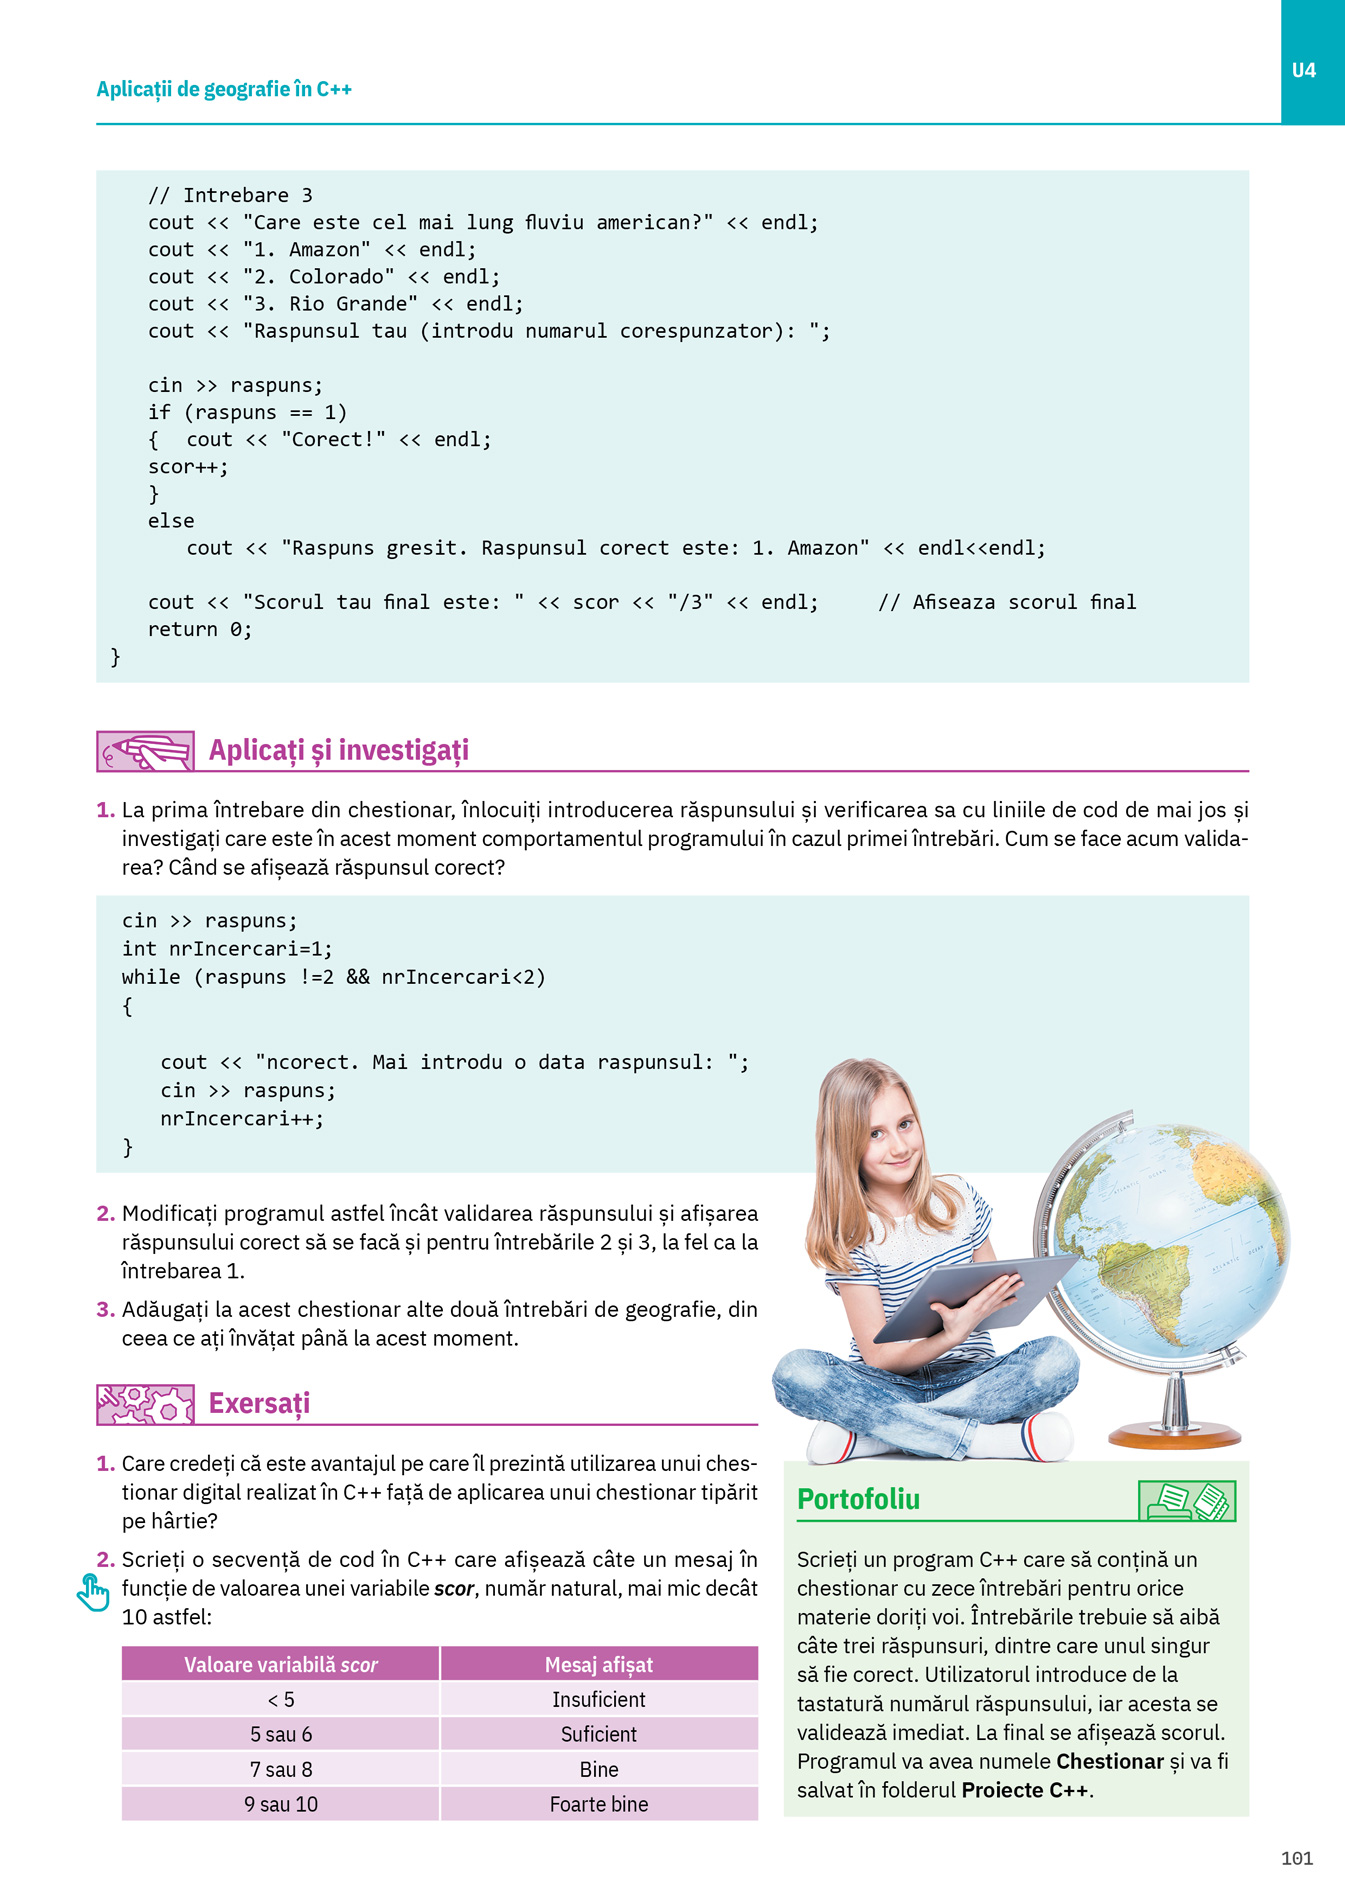 U4
Aplicații de geografie în C++
// Intrebare 3
cout << "Care este cel mai lung fluviu american?" << endl;
cout << "1. Amazon" << endl;
cout << "2. Colorado" << endl;
cout << "3. Rio Grande" << endl;
cout << "Raspunsul tau (introdu numarul corespunzator): ";
cin >> raspuns;
if (raspuns == 1)
{ cout << "Corect!" << endl;
scor++;
}
else
cout << "Raspuns gresit. Raspunsul corect este: 1. Amazon" << endl<<endl;
cout << "Scorul tau final este: " << scor << "/3" << endl; // Afiseaza scorul final
return 0;
}
Aplicați și investigați
1. La prima întrebare din chestionar, înlocuiți introducerea răspunsului și verificarea sa cu liniile de cod de mai jos și
investigați care este în acest moment comportamentul programului în cazul primei întrebări. Cum se face acum valida-
rea? Când se afișează răspunsul corect?
cin >> raspuns;
int nrIncercari=1;
while (raspuns !=2 && nrIncercari<2)
{
cout << "ncorect. Mai introdu o data raspunsul: ";
cin >> raspuns;
nrIncercari++;
}
2. Modificați programul astfel încât validarea răspunsului și afișarea
răspunsului corect să se facă și pentru întrebările 2 și 3, la fel ca la
întrebarea 1.
3. Adăugați la acest chestionar alte două întrebări de geografie, din
ceea ce ați învățat până la acest moment.
Exersați
1. Care credeți că este avantajul pe care îl prezintă utilizarea unui ches-
tionar digital realizat în C++ față de aplicarea unui chestionar tipărit
pe hârtie?
2. Scrieți o secvență de cod în C++ care afișează câte un mesaj în
funcție de valoarea unei variabile scor, număr natural, mai mic decât
10 astfel:
Valoare variabilă scor Mesaj afișat
< 5 Insuficient
5 sau 6 Suficient
7 sau 8 Bine
9 sau 10 Foarte bine
Portofoliu
Scrieți un program C++ care să conțină un
chestionar cu zece întrebări pentru orice
materie doriți voi. Întrebările trebuie să aibă
câte trei răspunsuri, dintre care unul singur
să fie corect. Utilizatorul introduce de la
tastatură numărul răspunsului, iar acesta se
validează imediat. La final se afișează scorul.
Programul va avea numele Chestionar și va fi
salvat în folderul Proiecte C++.
101